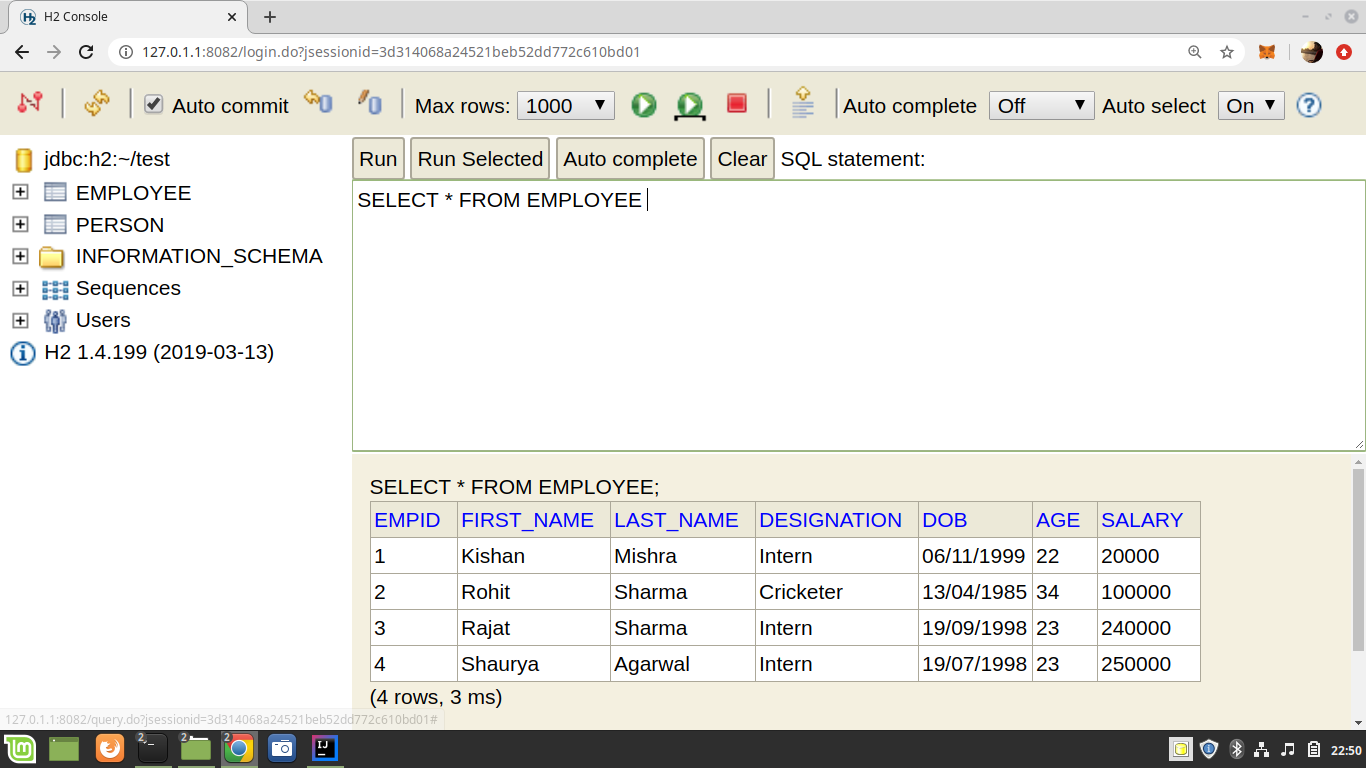 H2 Console
127.0.1.1:8082/login.do?jsessionid=3d314068a24521beb52dd772c610bd01
Auto commit Max rows: 1000 Auto complete Off Auto select On
jdbc:h2:~/test
EMPLOYEE
PERSON
INFORMATION_SCHEMA
Sequences
Users
H2 1.4.199 (2019-03-13)
Run Run Selected Auto complete Clear SQL statement:
SELECT * FROM EMPLOYEE
SELECT * FROM EMPLOYEE;
EMPID FIRST_NAME LAST_NAME DESIGNATION DOB AGE SALARY
1 Kishan Mishra Intern 06/11/1999 22 20000
2 Rohit Sharma Cricketer 13/04/1985 34 100000
3 Rajat Sharma Intern 19/09/1998 23 240000
4 Shaurya Agarwal Intern 19/07/1998 23 250000
(4 rows, 3 ms)
127.0.1.1:8082/query.do?jsessionid=3d314068a24521beb52dd772c610bd01#
2 2 2 IJ 22:50